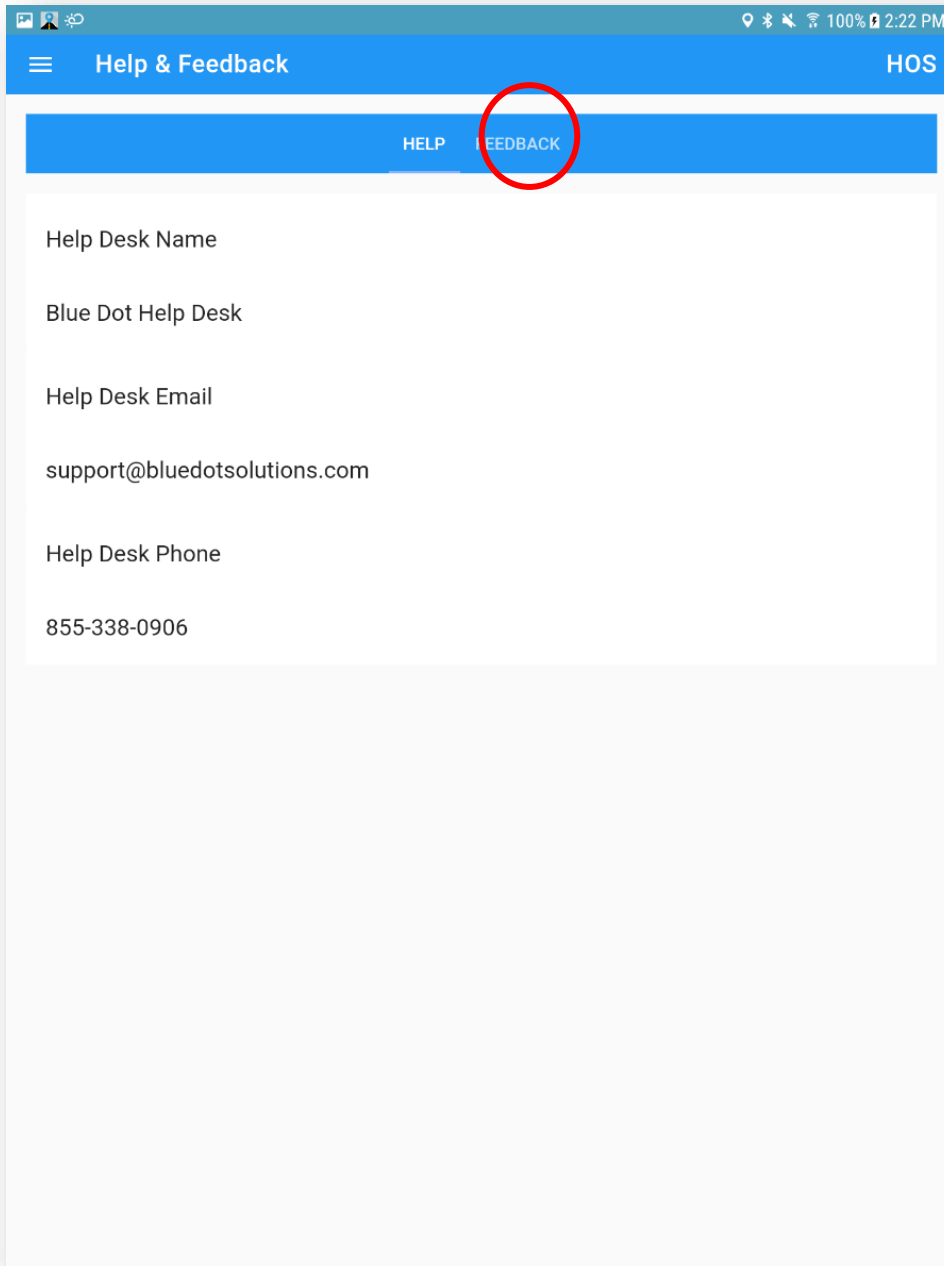 100% 2:22 PM
Help & Feedback HOS
HELP FEEDBACK
Help Desk Name
Blue Dot Help Desk
Help Desk Email
support@bluedotsolutions.com
Help Desk Phone
855-338-0906